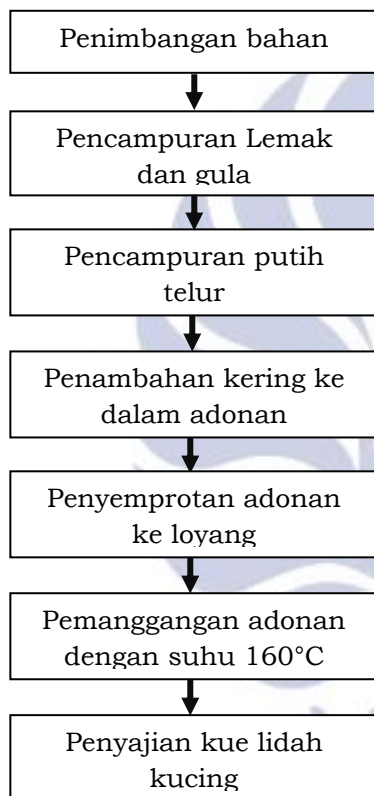 Penimbangan bahan
Pencampuran Lemak
dan gula
Pencampuran putih
telur
Penambahan kering ke
dalam adonan
Penyemprotan adonan
ke loyang
Pemanggangan adonan
dengan suhu 160°C
Penyajian kue lidah
kucing